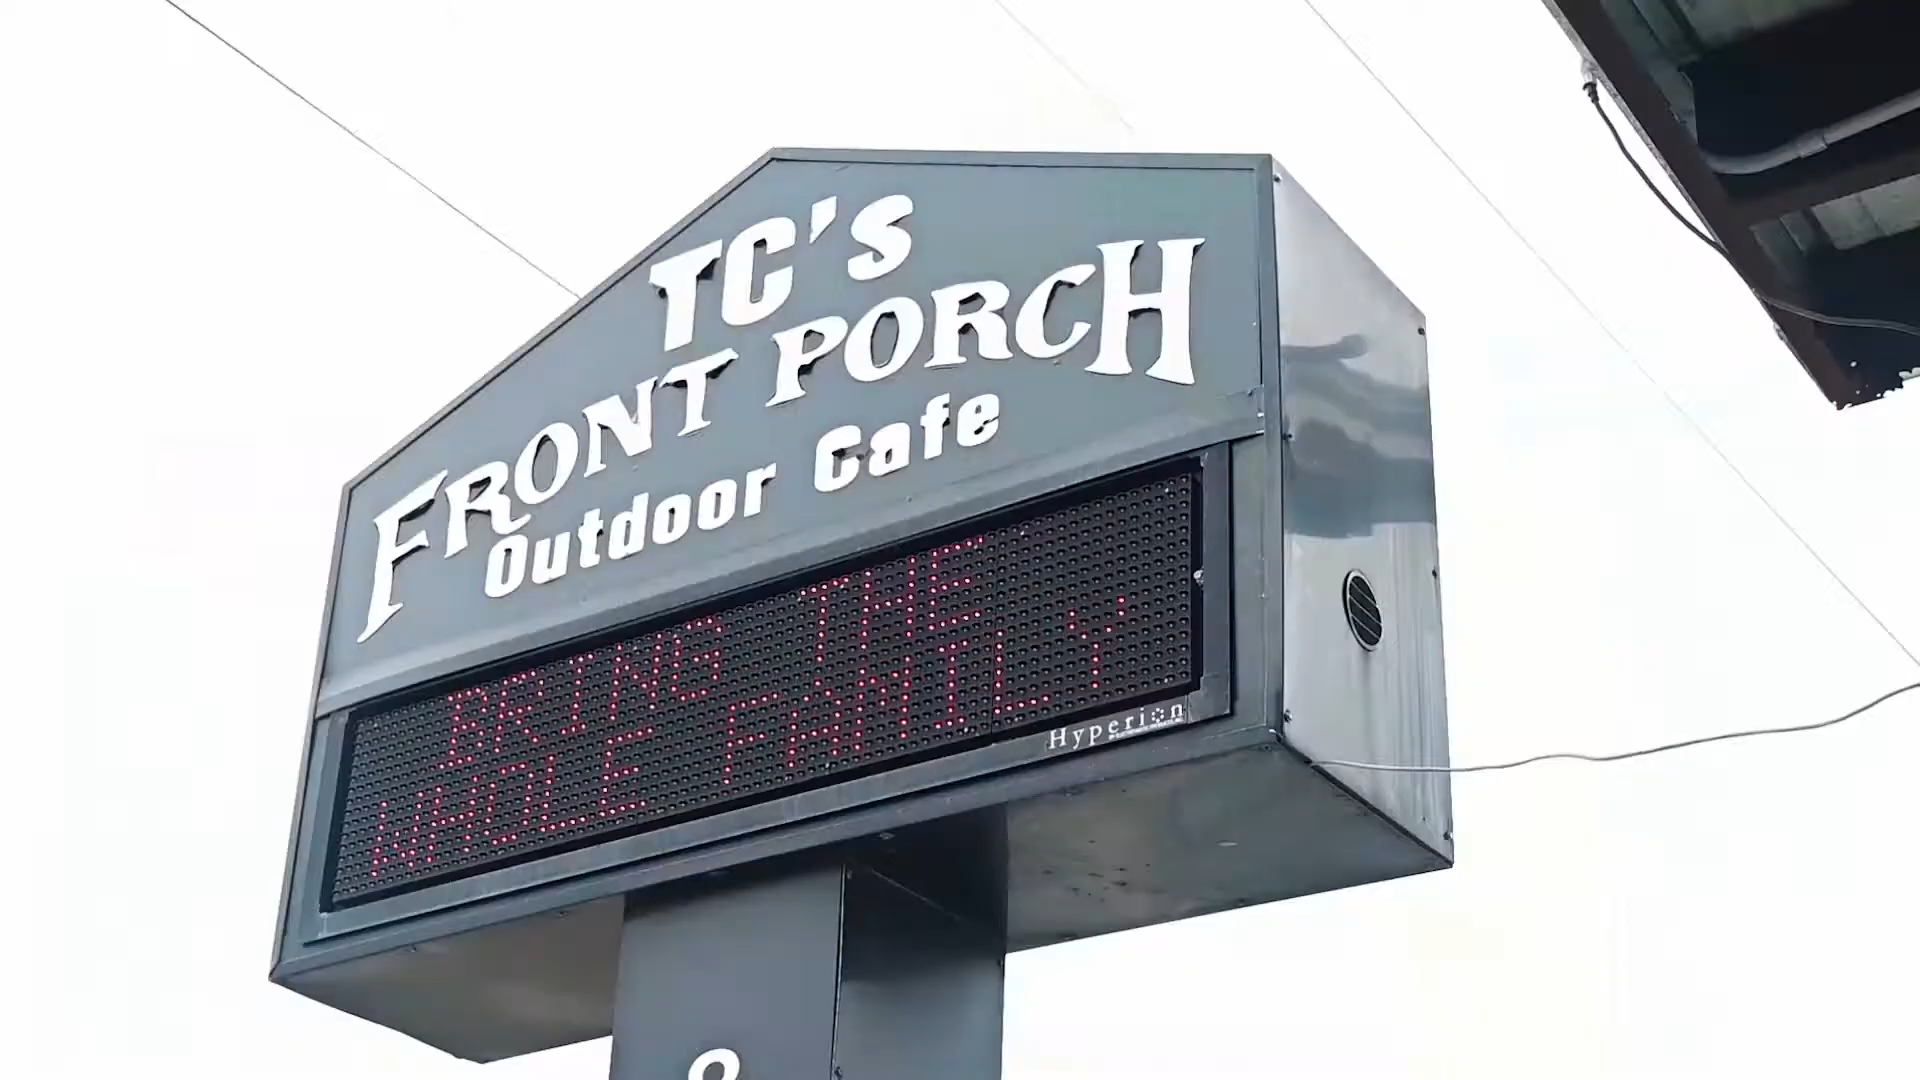 TC's
FRONT PORCH
Outdoor Cafe
BRING THE
WHOLE FAMILY
Hyperion